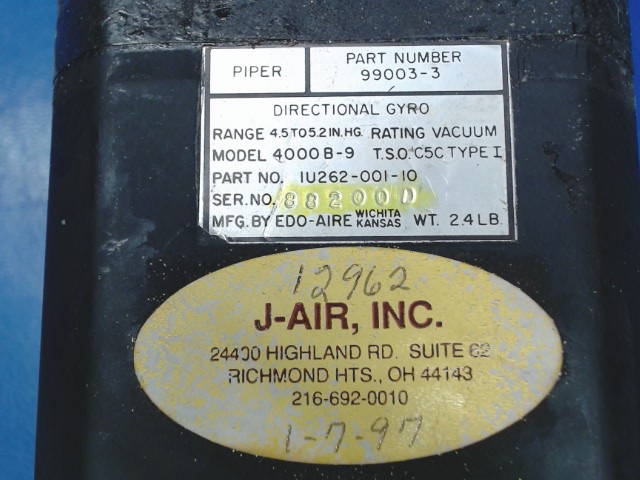 PIPER
PART NUMBER
99003-3
DIRECTIONAL GYRO
RANGE 4.5 TO 5.2 IN. HG. RATING VACUUM
MODEL 4000 B-9 T.S.O. C5C TYPE I
PART NO. 1U262-001-10
SER. NO. 88200D
MFG. BY EDO-AIRE WICHITA KANSAS WT. 2.4 LB.
12962
J-AIR, INC.
24400 HIGHLAND RD. SUITE 62
RICHMOND HTS., OH 44143
216-692-0010
1-7-97